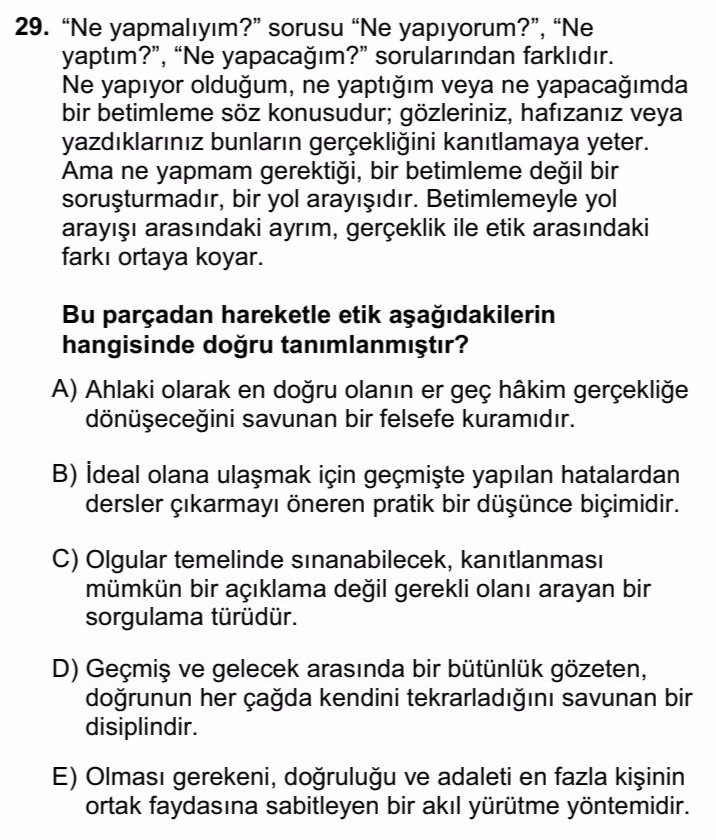 29. “Ne yapmalıyım?” sorusu “Ne yapıyorum?”, “Ne
yaptım?”, “Ne yapacağım?” sorularından farklıdır.
Ne yapıyor olduğum, ne yaptığım veya ne yapacağımda
bir betimleme söz konusudur; gözleriniz, hafızanız veya
yazdıklarınız bunların gerçekliğini kanıtlamaya yeter.
Ama ne yapmam gerektiği, bir betimleme değil bir
soruşturmadır, bir yol arayışıdır. Betimlemeyle yol
arayışı arasındaki ayrım, gerçeklik ile etik arasındaki
farkı ortaya koyar.
Bu parçadan hareketle etik aşağıdakilerin
hangisinde doğru tanımlanmıştır?
A) Ahlaki olarak en doğru olanın er geç hâkim gerçekliğe
dönüşeceğini savunan bir felsefe kuramıdır.
B) İdeal olana ulaşmak için geçmişte yapılan hatalardan
dersler çıkarmayı öneren pratik bir düşünce biçimidir.
C) Olgular temelinde sınanabilecek, kanıtlanması
mümkün bir açıklama değil gerekli olanı arayan bir
sorgulama türüdür.
D) Geçmiş ve gelecek arasında bir bütünlük gözeten,
doğrunun her çağda kendini tekrarladığını savunan bir
disiplindir.
E) Olması gerekeni, doğruluğu ve adaleti en fazla kişinin
ortak faydasına sabitleyen bir akıl yürütme yöntemidir.